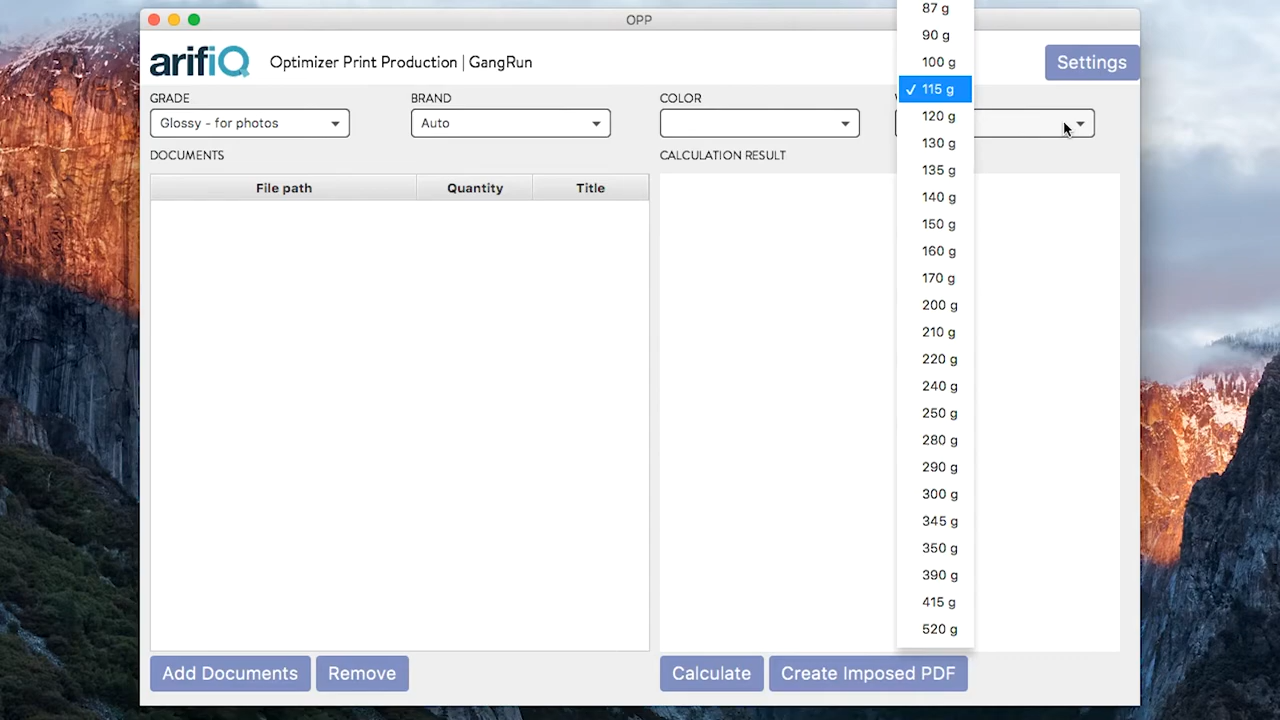 OPP
arifiQ
Optimizer Print Production | GangRun
Settings
GRADE
BRAND
COLOR
Glossy - for photos
Auto
DOCUMENTS
CALCULATION RESULT
File path
Quantity
Title
87 g
90 g
100 g
✓ 115 g
120 g
130 g
135 g
140 g
150 g
160 g
170 g
200 g
210 g
220 g
240 g
250 g
280 g
290 g
300 g
345 g
350 g
390 g
415 g
520 g
Add Documents
Remove
Calculate
Create Imposed PDF